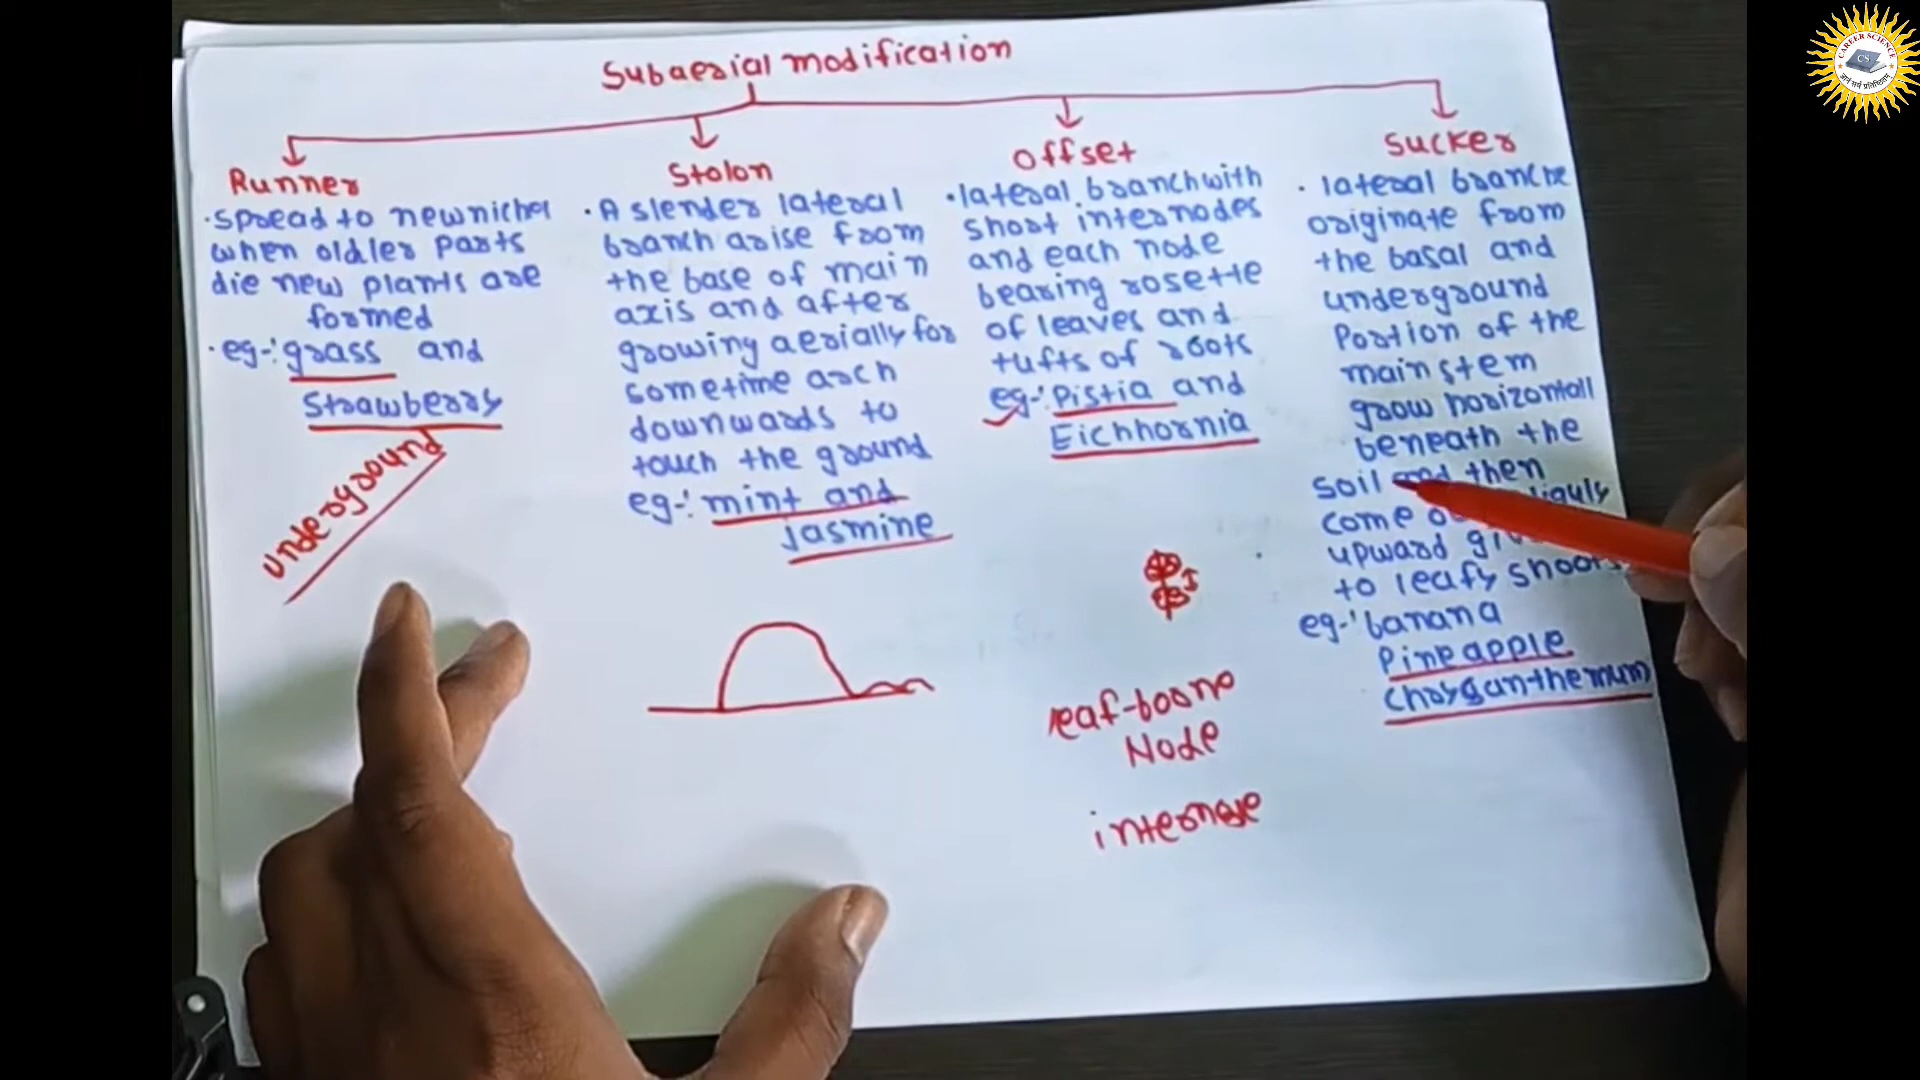 Subaerial modification
Runner
• Spread to newniches
when oldler parts
die new plants are
formed
• eg-: grass and
Strawberry
Underground
Stolon
• A slender lateral
branch arise from
the base of main
axis and after
growing aerially for
sometime arch
downwards to
touch the ground
eg-: mint and
jasmine
Offset
• lateral branch with
short internodes
and each node
bearing rosette
of leaves and
tufts of roots
eg-: Pistia and
Eichhornia
leaf-borne
Node
Sucker
• lateral branche
originate from
the basal and
underground
Portion of the
main stem
grow horizontall
beneath the
soil and then
come
upward
to leafy shoots
eg-: banana
Pineapple
CAREER SCIENCE
CS